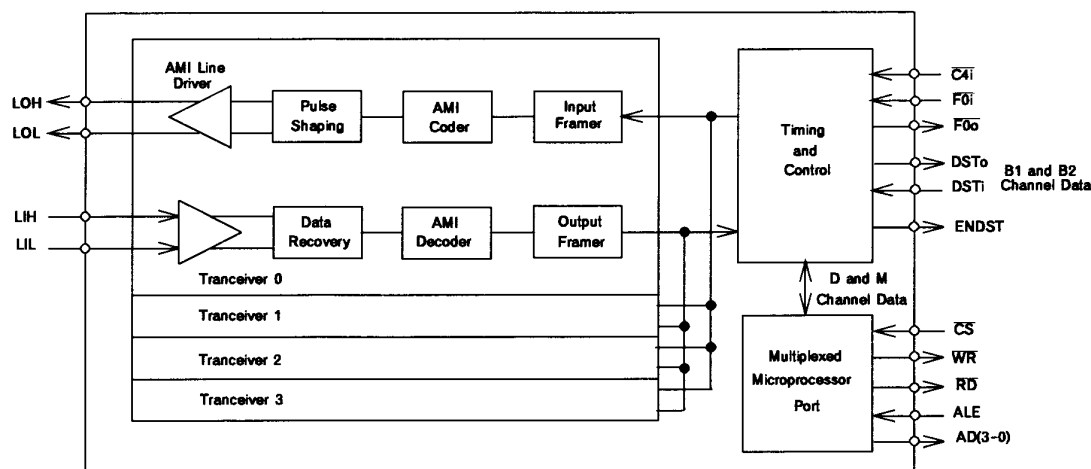 AMI Line
Driver
LOH
LOL
Pulse
Shaping
AMI
Coder
Input
Framer
LIH
LIL
Data
Recovery
AMI
Decoder
Output
Framer
Tranceiver 0
Tranceiver 1
Tranceiver 2
Tranceiver 3
Timing
and
Control
C4i
F0i
F0o
DSTo
DSTi
B1 and B2
Channel Data
ENDST
D and M
Channel Data
Multiplexed
Microprocessor
Port
CS
WR
RD
ALE
AD(3-0)